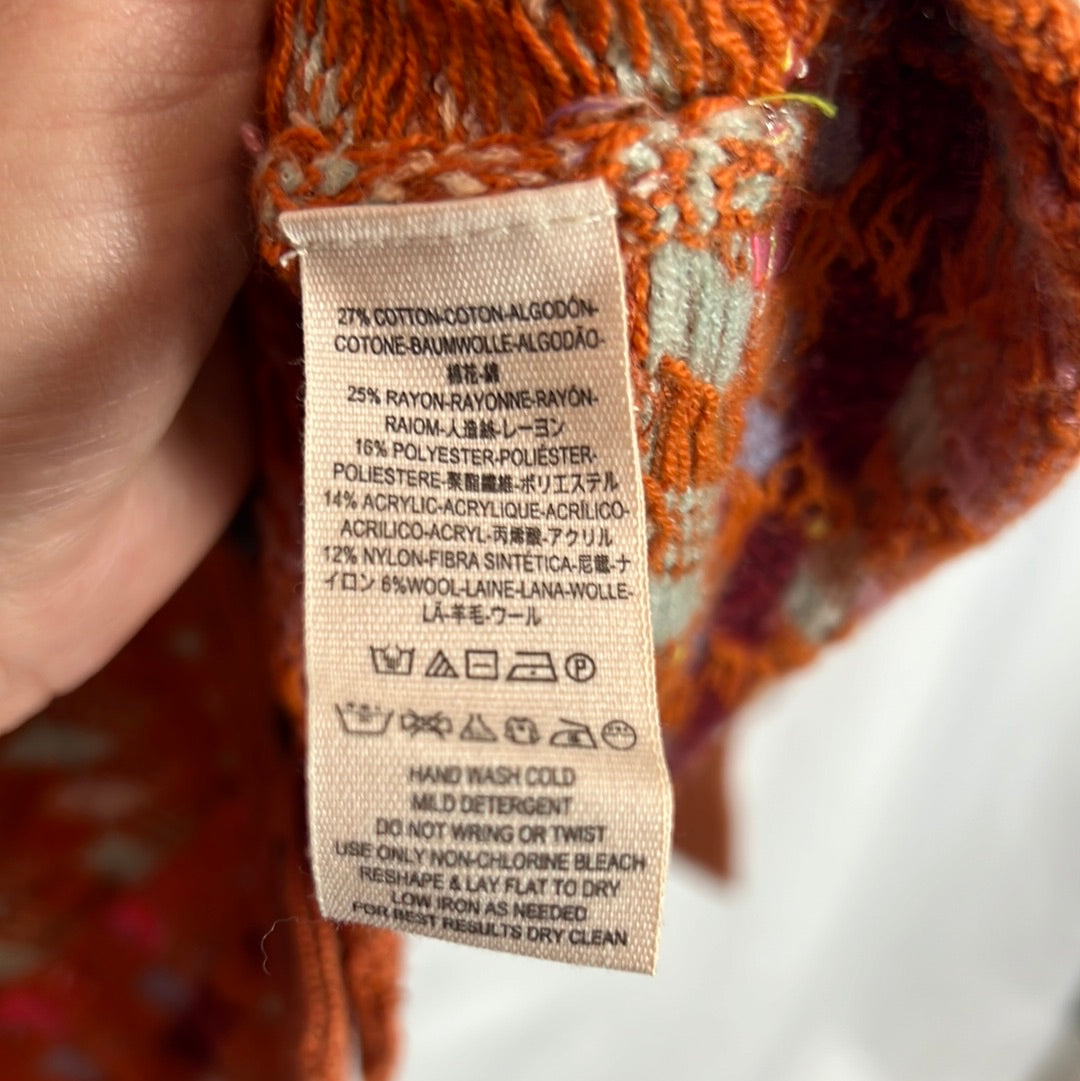 27% COTTON-COTON-ALGODÓN-
COTONE-BAUMWOLLE-ALGODÃO-
棉花-綿
25% RAYON-RAYONNE-RAYÓN-
RAIOM-人造絲-レーヨン
16% POLYESTER-POLIÉSTER-
POLIESTERE-聚酯纖維-ポリエステル
14% ACRYLIC-ACRYLIQUE-ACRÍLICO-
ACRILICO-ACRYL-丙烯酸-アクリル
12% NYLON-FIBRA SINTÉTICA-尼龍-ナ
イロン 6%WOOL-LAINE-LANA-WOLLE-
LÃ-羊毛-ウール
P
HAND WASH COLD
MILD DETERGENT
DO NOT WRING OR TWIST
USE ONLY NON-CHLORINE BLEACH
RESHAPE & LAY FLAT TO DRY
LOW IRON AS NEEDED
FOR BEST RESULTS DRY CLEAN